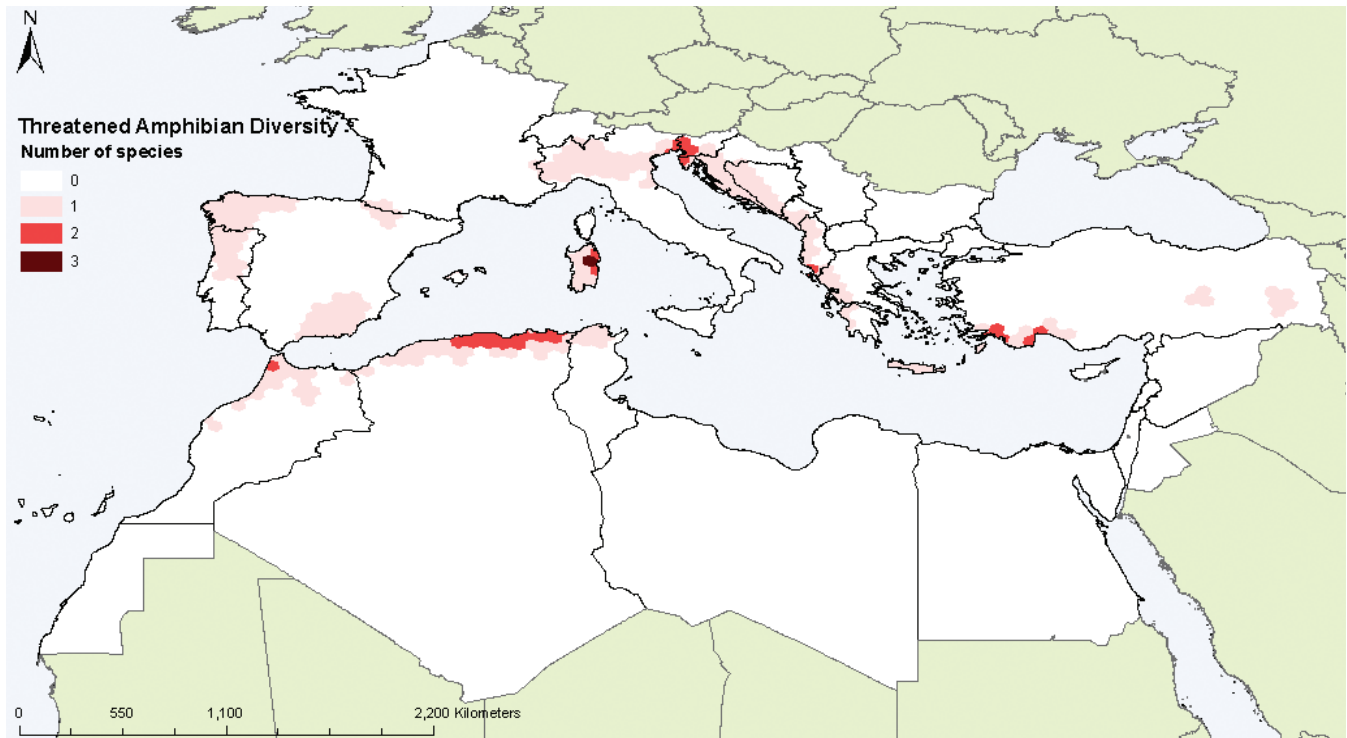 N
Threatened Amphibian Diversity
Number of species
0
1
2
3
0 550 1,100 2,200 Kilometers